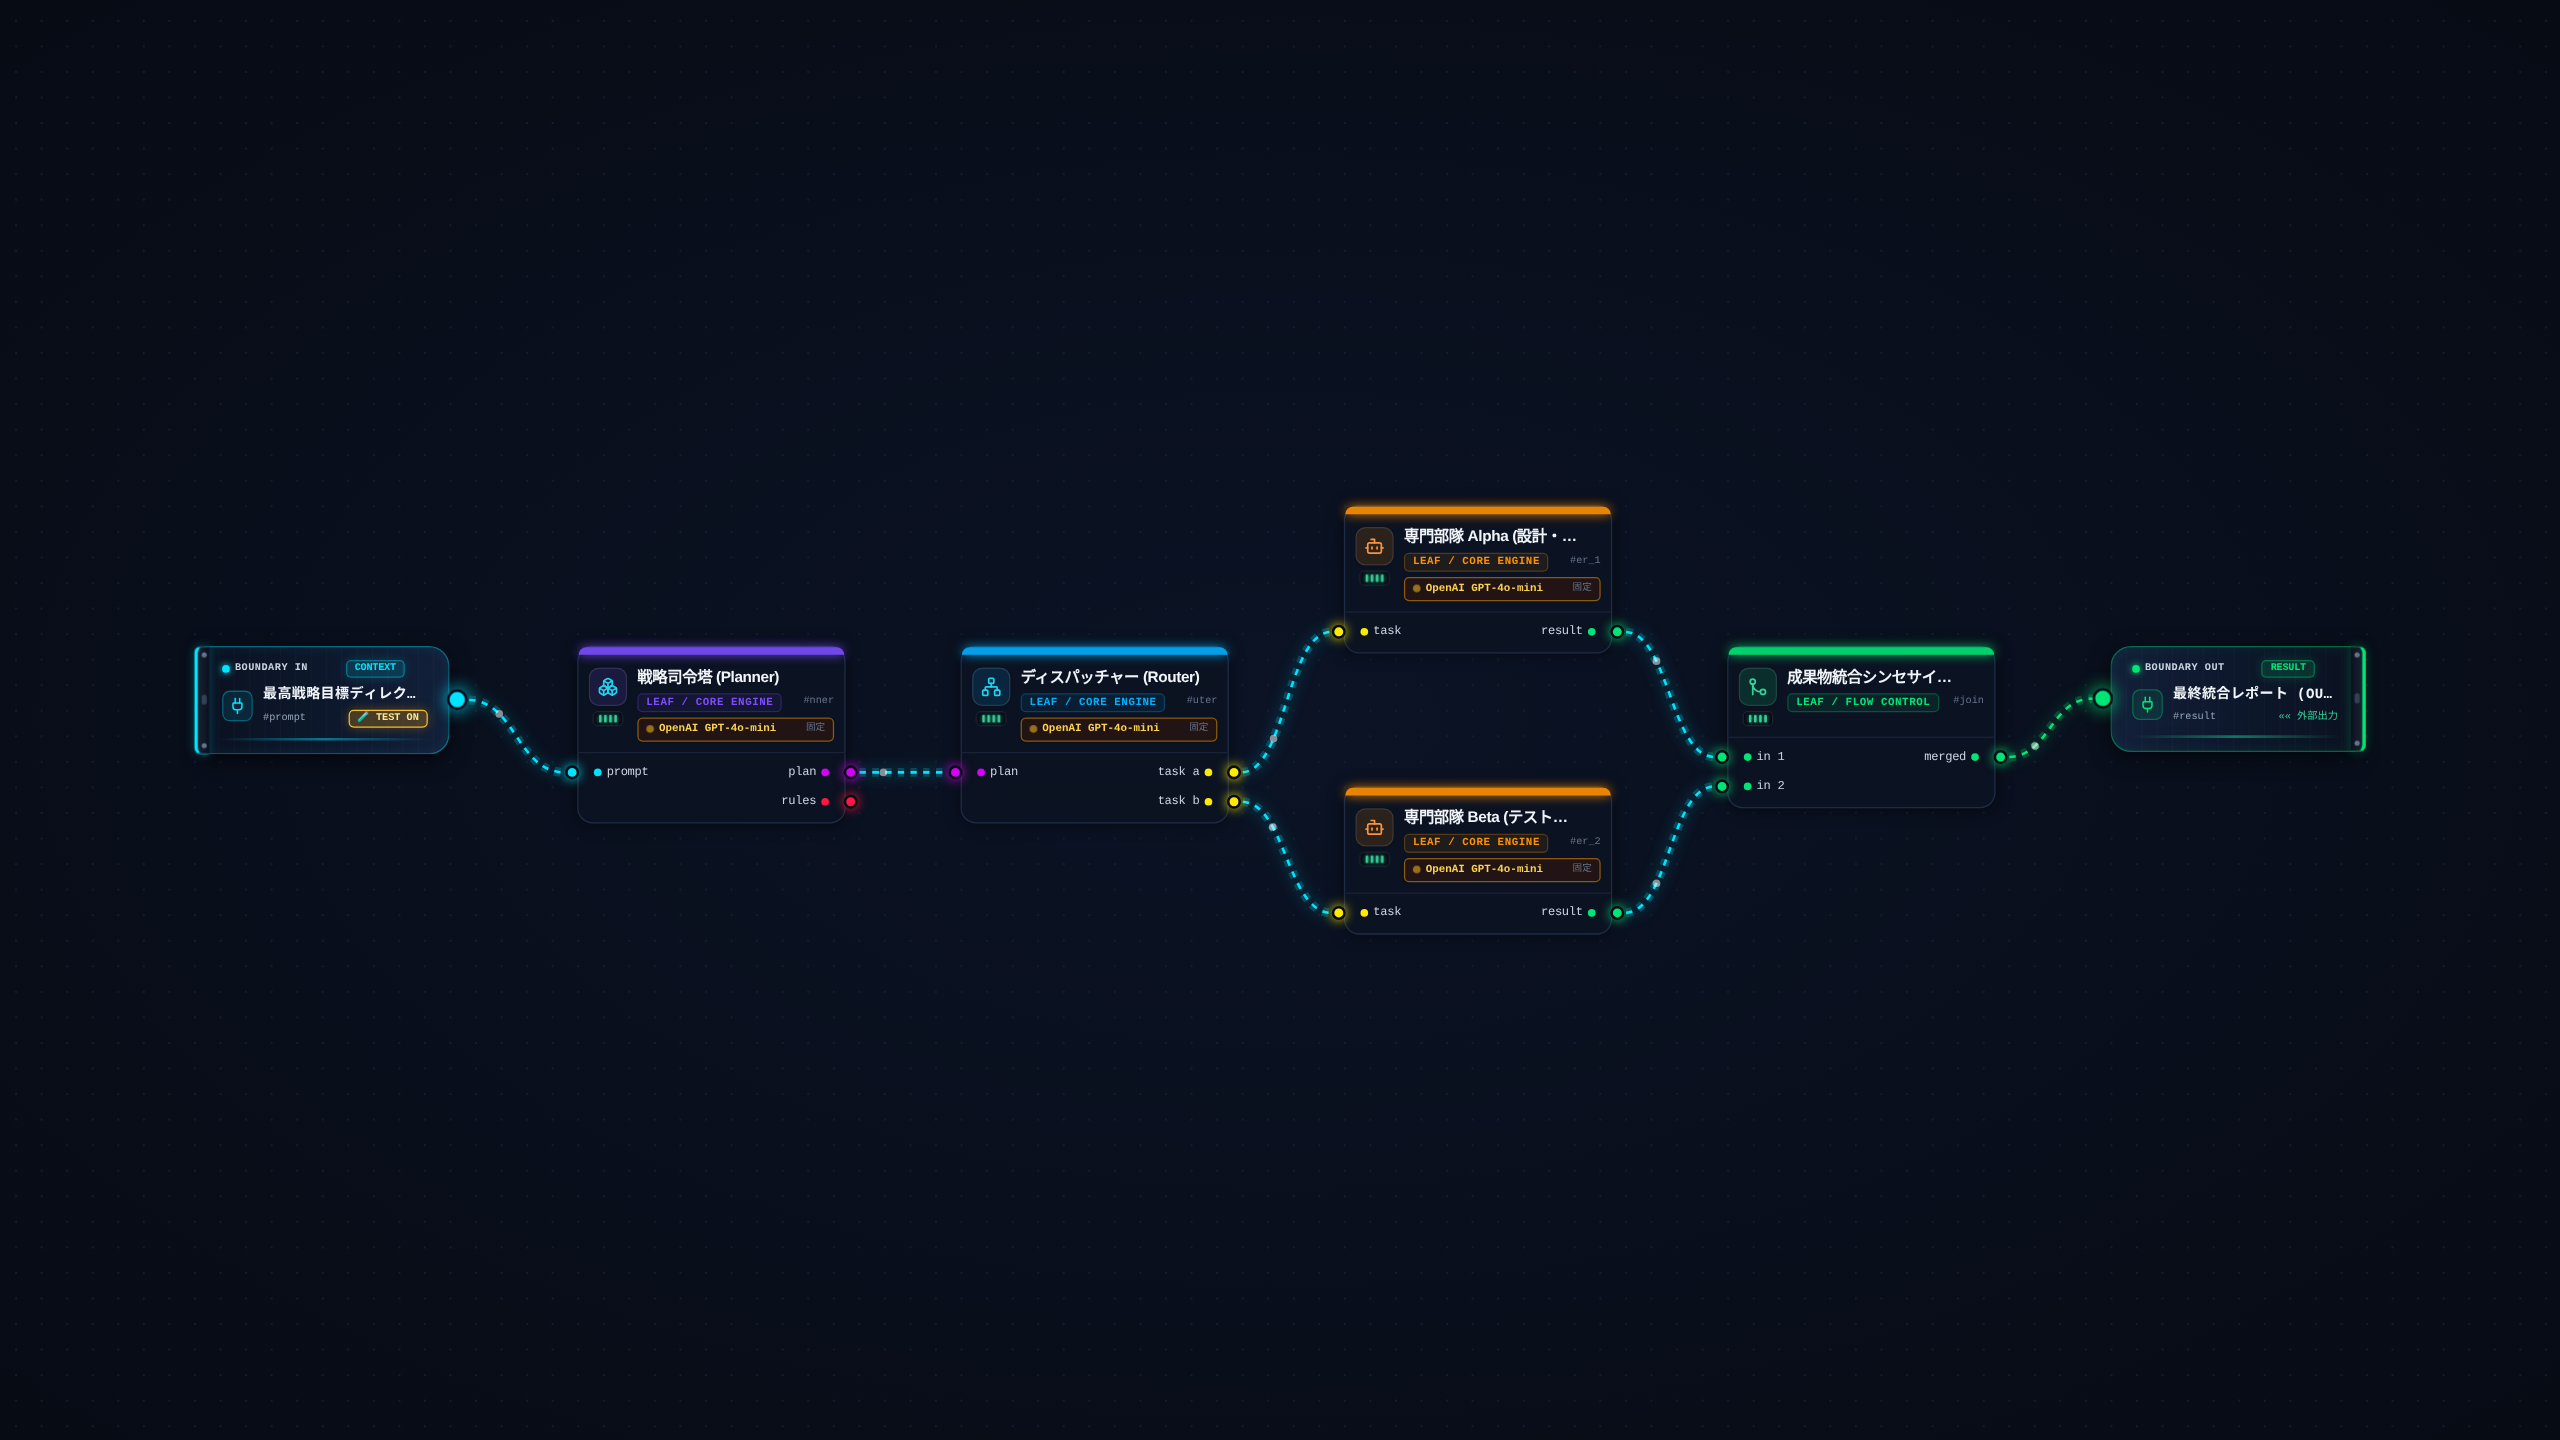 BOUNDARY IN
CONTEXT
最高戦略目標ディレク…
#prompt
TEST ON
戦略司令塔 (Planner)
LEAF / CORE ENGINE
#nner
OpenAI GPT-4o-mini
固定
prompt
plan
rules
ディスパッチャー (Router)
LEAF / CORE ENGINE
#uter
OpenAI GPT-4o-mini
固定
plan
task a
task b
専門部隊 Alpha (設計・…
LEAF / CORE ENGINE
#er_1
OpenAI GPT-4o-mini
固定
task
result
専門部隊 Beta (テスト…
LEAF / CORE ENGINE
#er_2
OpenAI GPT-4o-mini
固定
task
result
成果物統合シンセサイ…
LEAF / FLOW CONTROL
#join
in 1
merged
in 2
BOUNDARY OUT
RESULT
最終統合レポート (OU…
#result
«« 外部出力